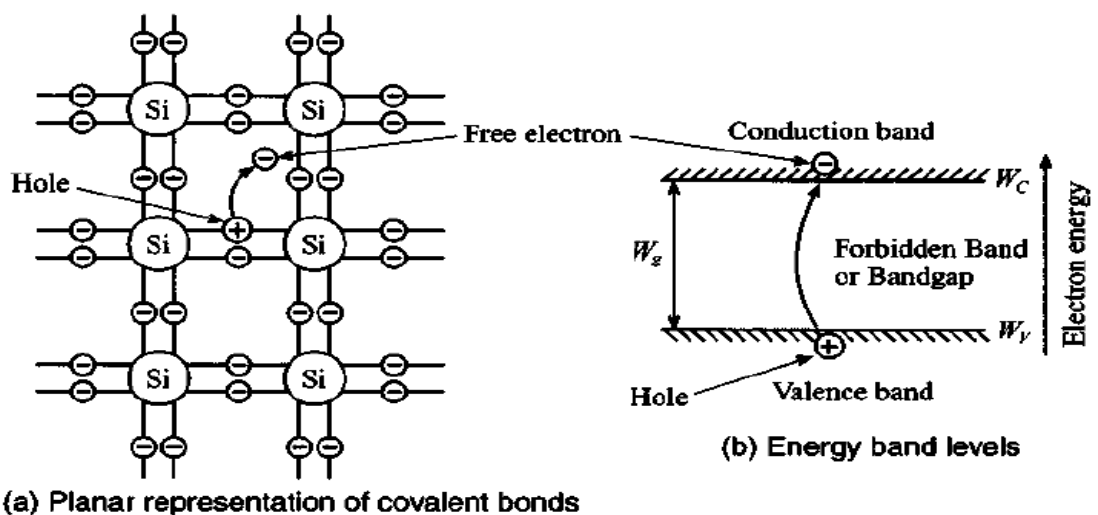 Si
Si
Free electron
Hole
Si
Si
Si
Si
(a) Planar representation of covalent bonds
Conduction band
W_C
W_g
Forbidden Band
or Bandgap
W_V
Electron energy
Hole
Valence band
(b) Energy band levels